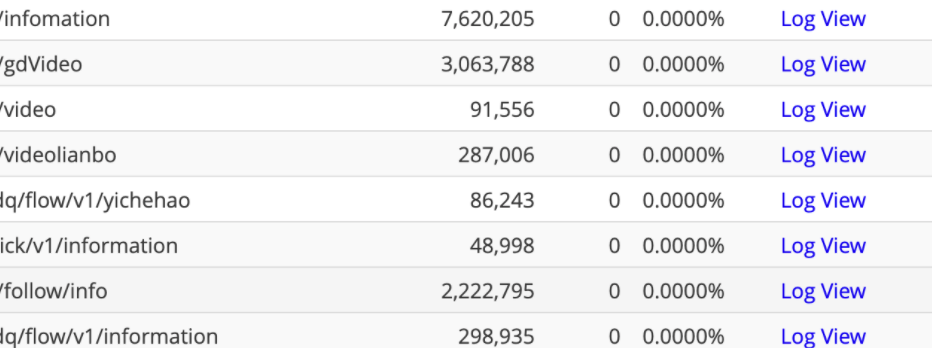 /infomation 7,620,205 0 0.0000% Log View
/gdVideo 3,063,788 0 0.0000% Log View
/video 91,556 0 0.0000% Log View
/videolianbo 287,006 0 0.0000% Log View
dq/flow/v1/yichehao 86,243 0 0.0000% Log View
ick/v1/information 48,998 0 0.0000% Log View
/follow/info 2,222,795 0 0.0000% Log View
dq/flow/v1/information 298,935 0 0.0000% Log View